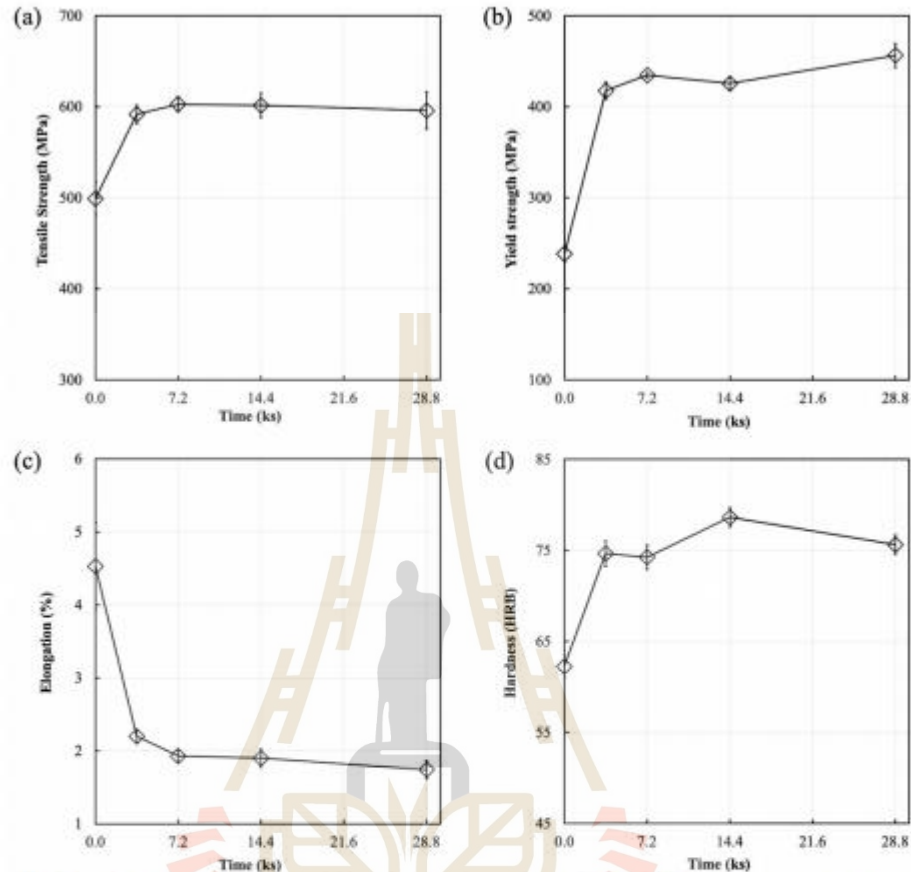 (a)
700
600
500
400
300
Tensile Strength (MPa)
0.0 7.2 14.4 21.6 28.8
Time (ks)
(b)
500
400
300
200
100
Yield strength (MPa)
0.0 7.2 14.4 21.6 28.8
Time (ks)
(c)
6
5
4
3
2
1
Elongation (%)
0.0 7.2 14.4 21.6 28.8
Time (ks)
(d)
85
75
65
55
45
Hardness (HRB)
0.0 7.2 14.4 21.6 28.8
Time (ks)